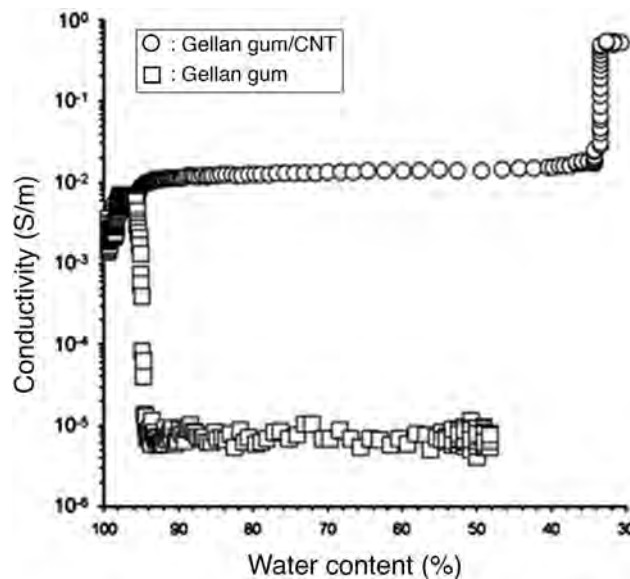 10⁰
○ : Gellan gum/CNT
□ : Gellan gum
10⁻¹
10⁻²
10⁻³
10⁻⁴
10⁻⁵
10⁻⁶
Conductivity (S/m)
100 90 80 70 60 50 40 30
Water content (%)